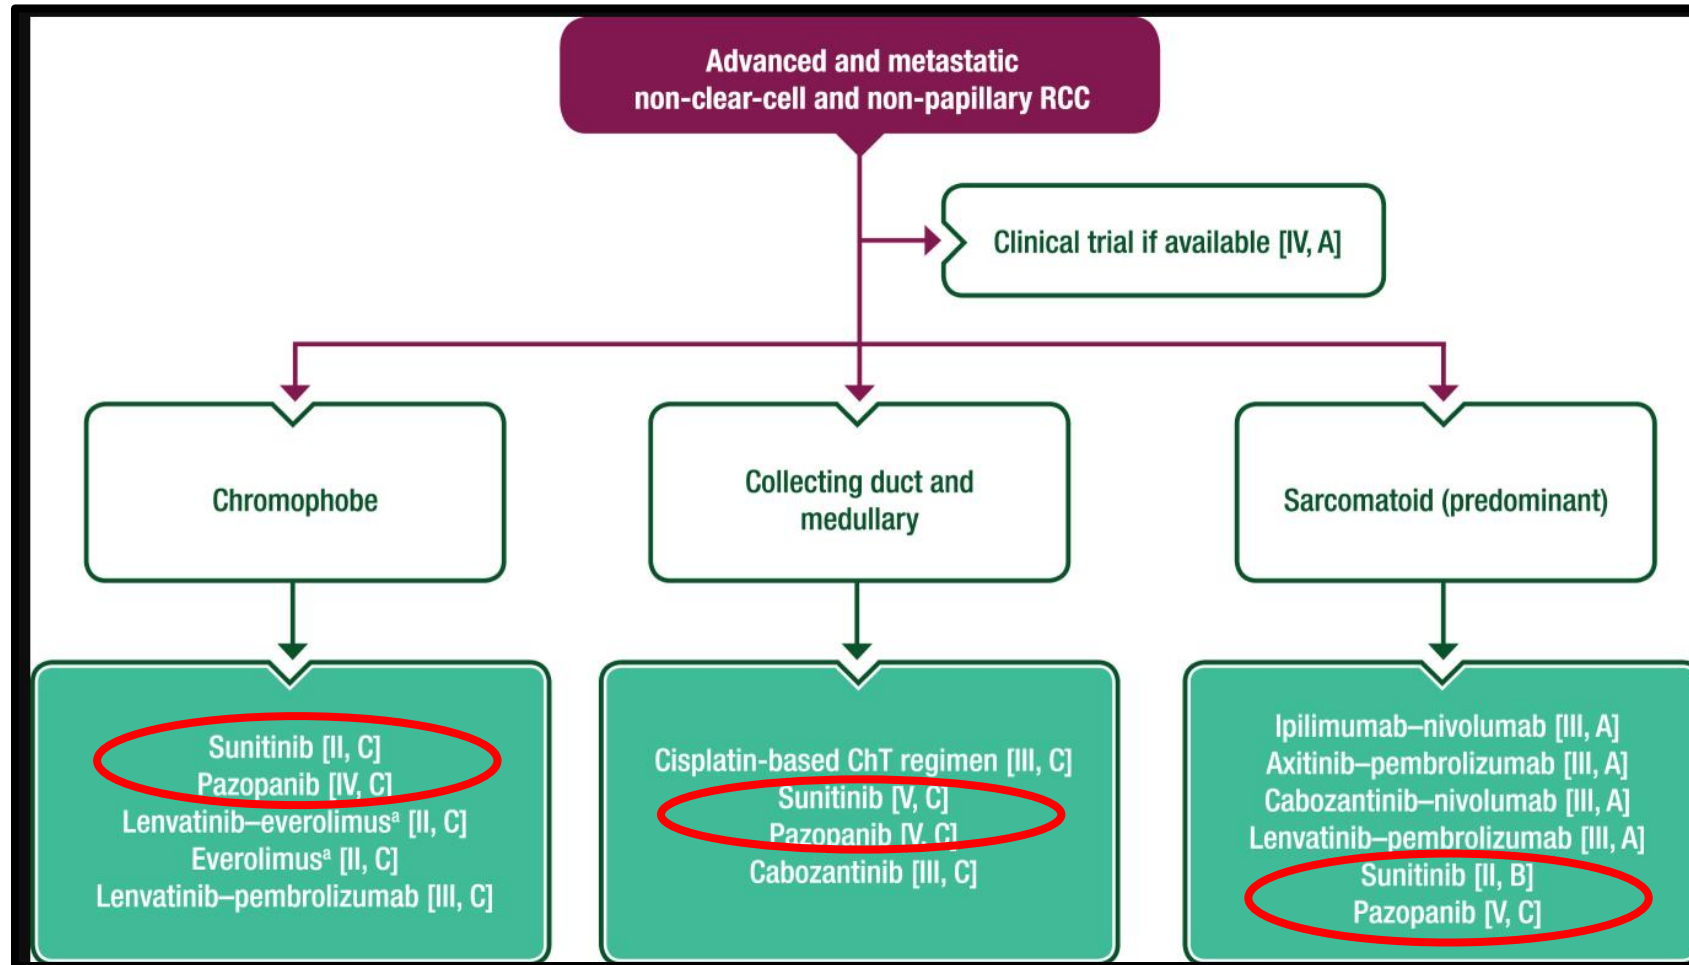 Advanced and metastatic
non-clear-cell and non-papillary RCC
Clinical trial if available [IV, A]
Chromophobe
Collecting duct and
medullary
Sarcomatoid (predominant)
Sunitinib [II, C]
Pazopanib [IV, C]
Lenvatinib–everolimusᵃ [II, C]
Everolimusᵃ [II, C]
Lenvatinib–pembrolizumab [III, C]
Cisplatin-based ChT regimen [III, C]
Sunitinib [V, C]
Pazopanib [V, C]
Cabozantinib [III, C]
Ipilimumab–nivolumab [III, A]
Axitinib–pembrolizumab [III, A]
Cabozantinib–nivolumab [III, A]
Lenvatinib–pembrolizumab [III, A]
Sunitinib [II, B]
Pazopanib [V, C]